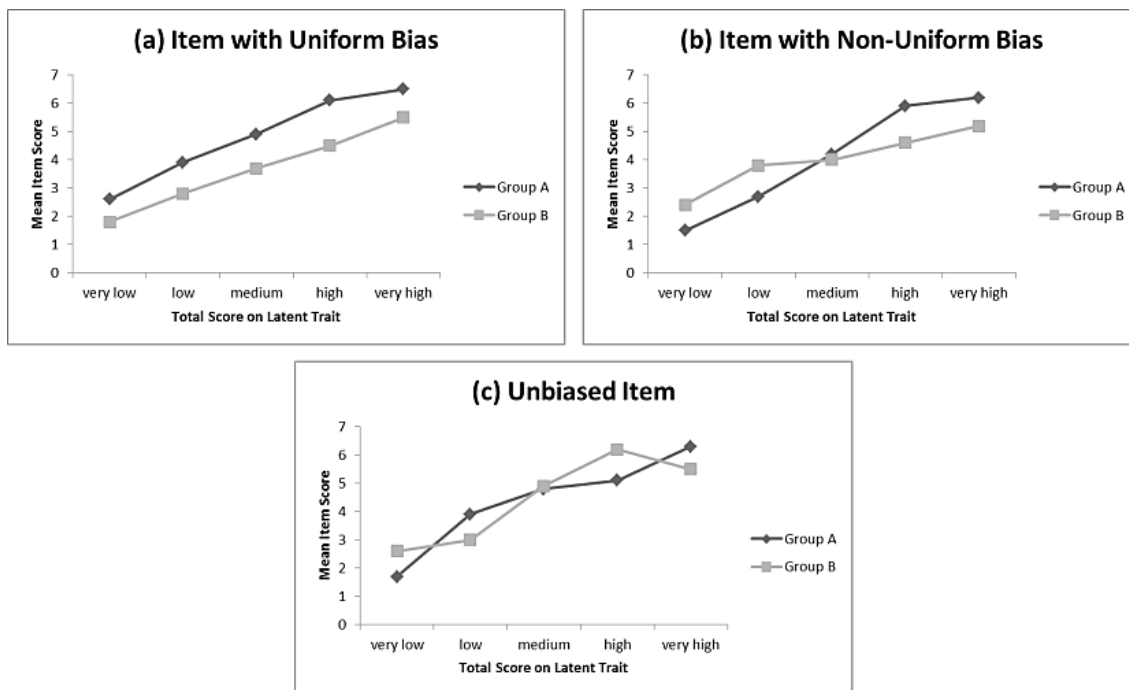 (a) Item with Uniform Bias
7
6
5
4
3
2
1
0
Mean Item Score
very low low medium high very high
Total Score on Latent Trait
Group A
Group B
(b) Item with Non-Uniform Bias
7
6
5
4
3
2
1
0
Mean Item Score
very low low medium high very high
Total Score on Latent Trait
Group A
Group B
(c) Unbiased Item
7
6
5
4
3
2
1
0
Mean Item Score
very low low medium high very high
Total Score on Latent Trait
Group A
Group B